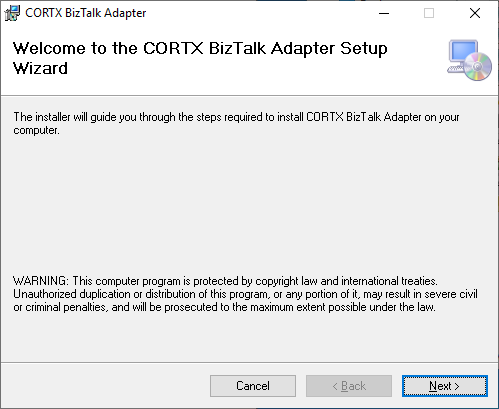 CORTX BizTalk Adapter
Welcome to the CORTX BizTalk Adapter Setup
Wizard
The installer will guide you through the steps required to install CORTX BizTalk Adapter on your
computer.
WARNING: This computer program is protected by copyright law and international treaties.
Unauthorized duplication or distribution of this program, or any portion of it, may result in severe civil
or criminal penalties, and will be prosecuted to the maximum extent possible under the law.
Cancel
< Back
Next >